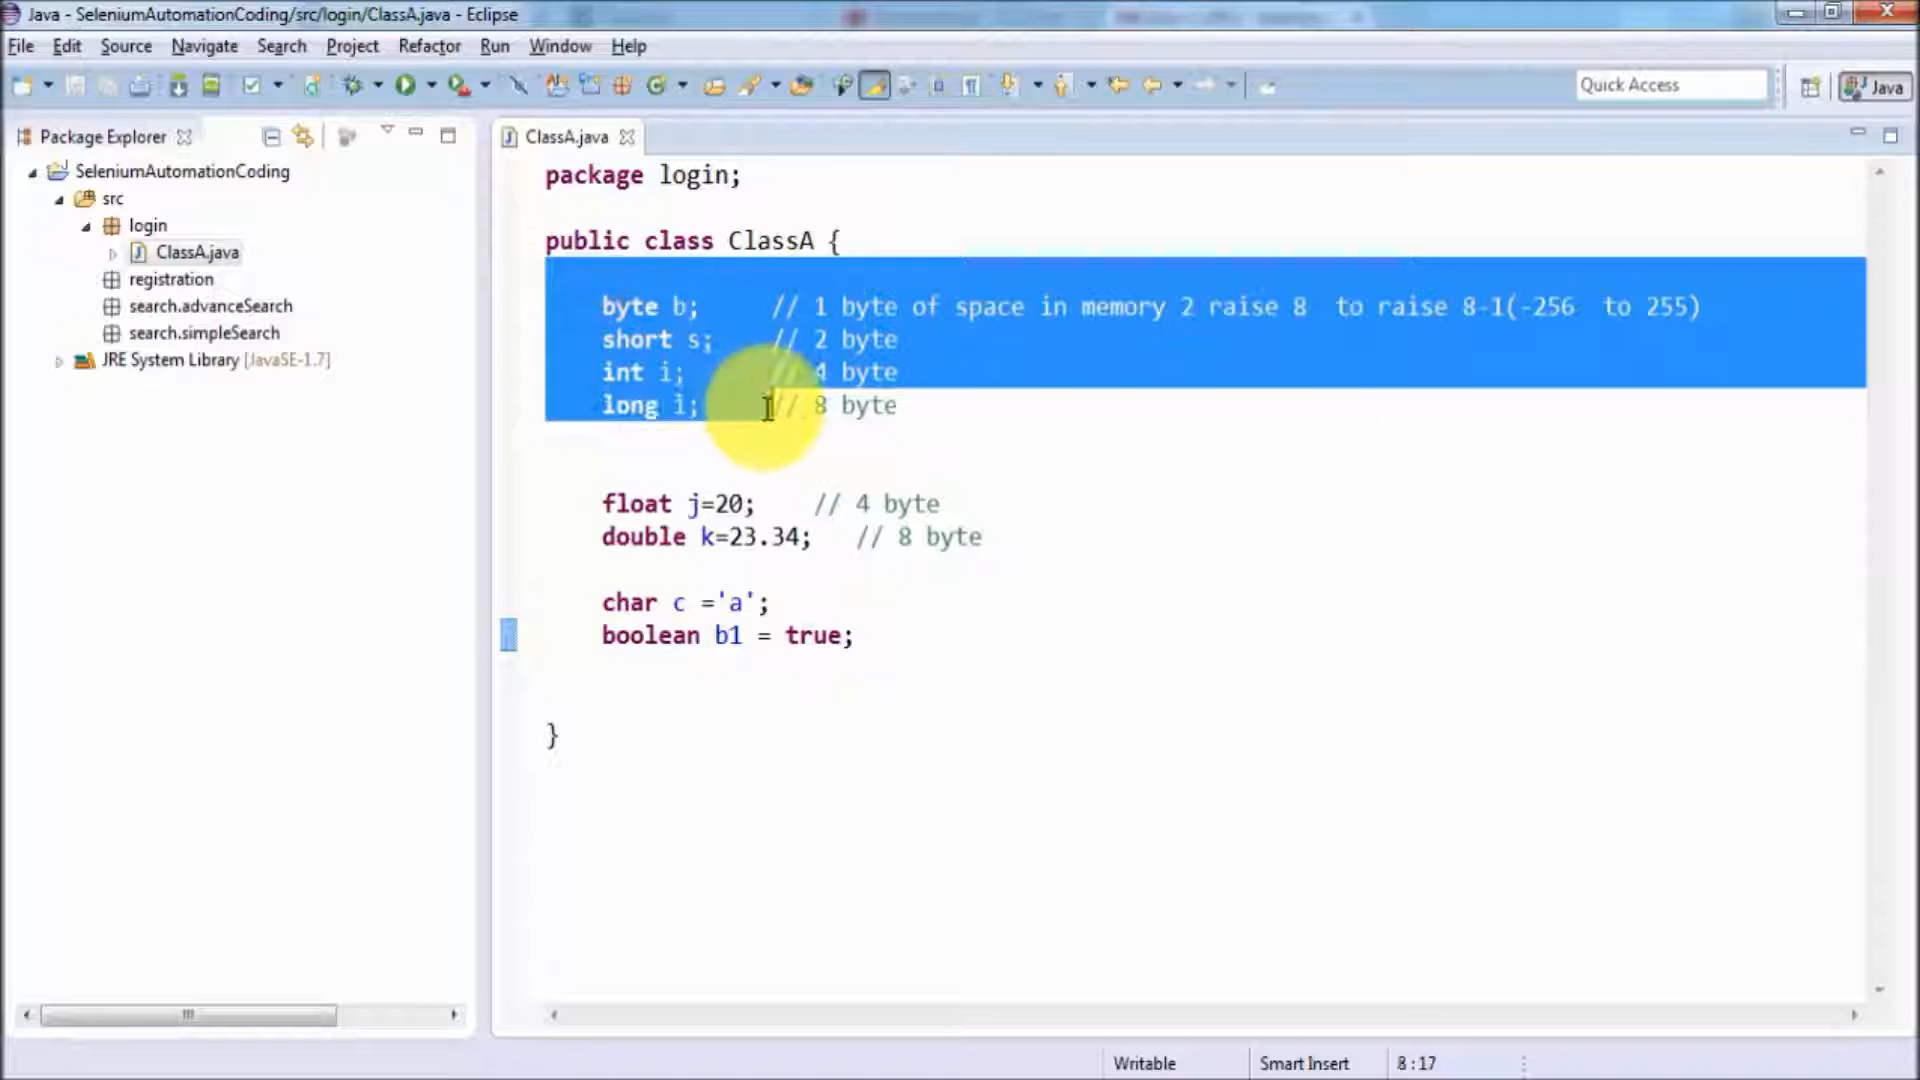 Java - SeleniumAutomationCoding/src/login/ClassA.java - Eclipse
File Edit Source Navigate Search Project Refactor Run Window Help
Quick Access
Java
Package Explorer
SeleniumAutomationCoding
src
login
ClassA.java
registration
search.advanceSearch
search.simpleSearch
JRE System Library [JavaSE-1.7]
ClassA.java
package login;
public class ClassA {
byte b; // 1 byte of space in memory 2 raise 8 to raise 8-1(-256 to 255)
short s; // 2 byte
int i; // 4 byte
long l; // 8 byte
float j=20; // 4 byte
double k=23.34; // 8 byte
char c ='a';
boolean b1 = true;
}
Writable Smart Insert 8 : 17